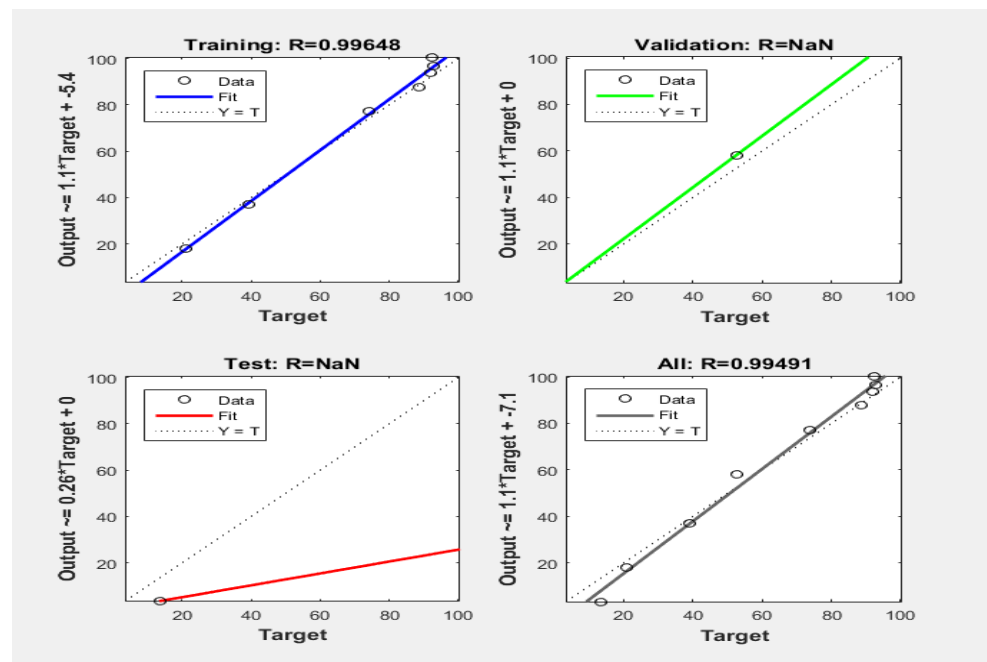 Training: R=0.99648
Output ~= 1.1*Target + -5.4
100
80
60
40
20
Data
Fit
Y = T
20 40 60 80 100
Target
Validation: R=NaN
Output ~= 1.1*Target + 0
100
80
60
40
20
Data
Fit
Y = T
20 40 60 80 100
Target
Test: R=NaN
Output ~= 0.26*Target + 0
100
80
60
40
20
Data
Fit
Y = T
20 40 60 80 100
Target
All: R=0.99491
Output ~= 1.1*Target + -7.1
100
80
60
40
20
Data
Fit
Y = T
20 40 60 80 100
Target